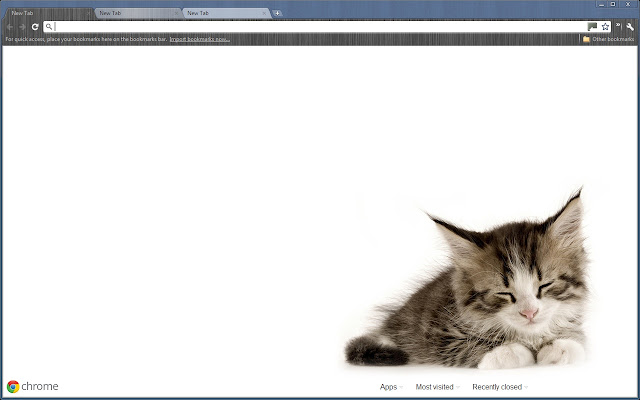 New Tab
New Tab
New Tab
For quick access, place your bookmarks here on the bookmarks bar. Import bookmarks now...
Other bookmarks
chrome
Apps
Most visited
Recently closed